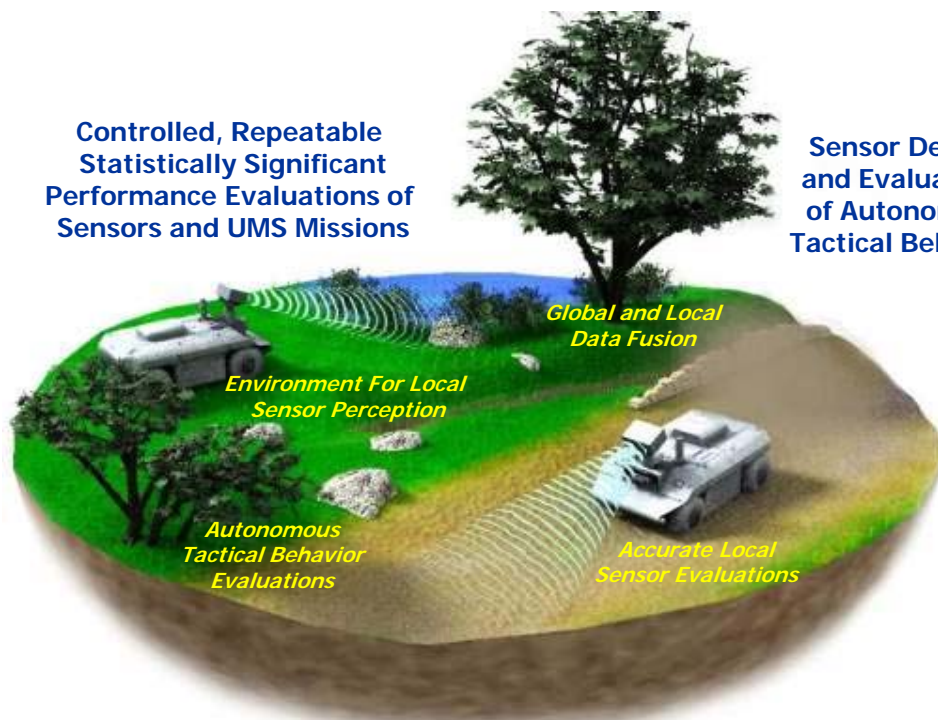 Controlled, Repeatable
Statistically Significant
Performance Evaluations of
Sensors and UMS Missions
Sensor
and
of
Tactical
Global and Local
Data Fusion
Environment For Local
Sensor Perception
Autonomous
Tactical Behavior
Evaluations
Accurate Local
Sensor Evaluations